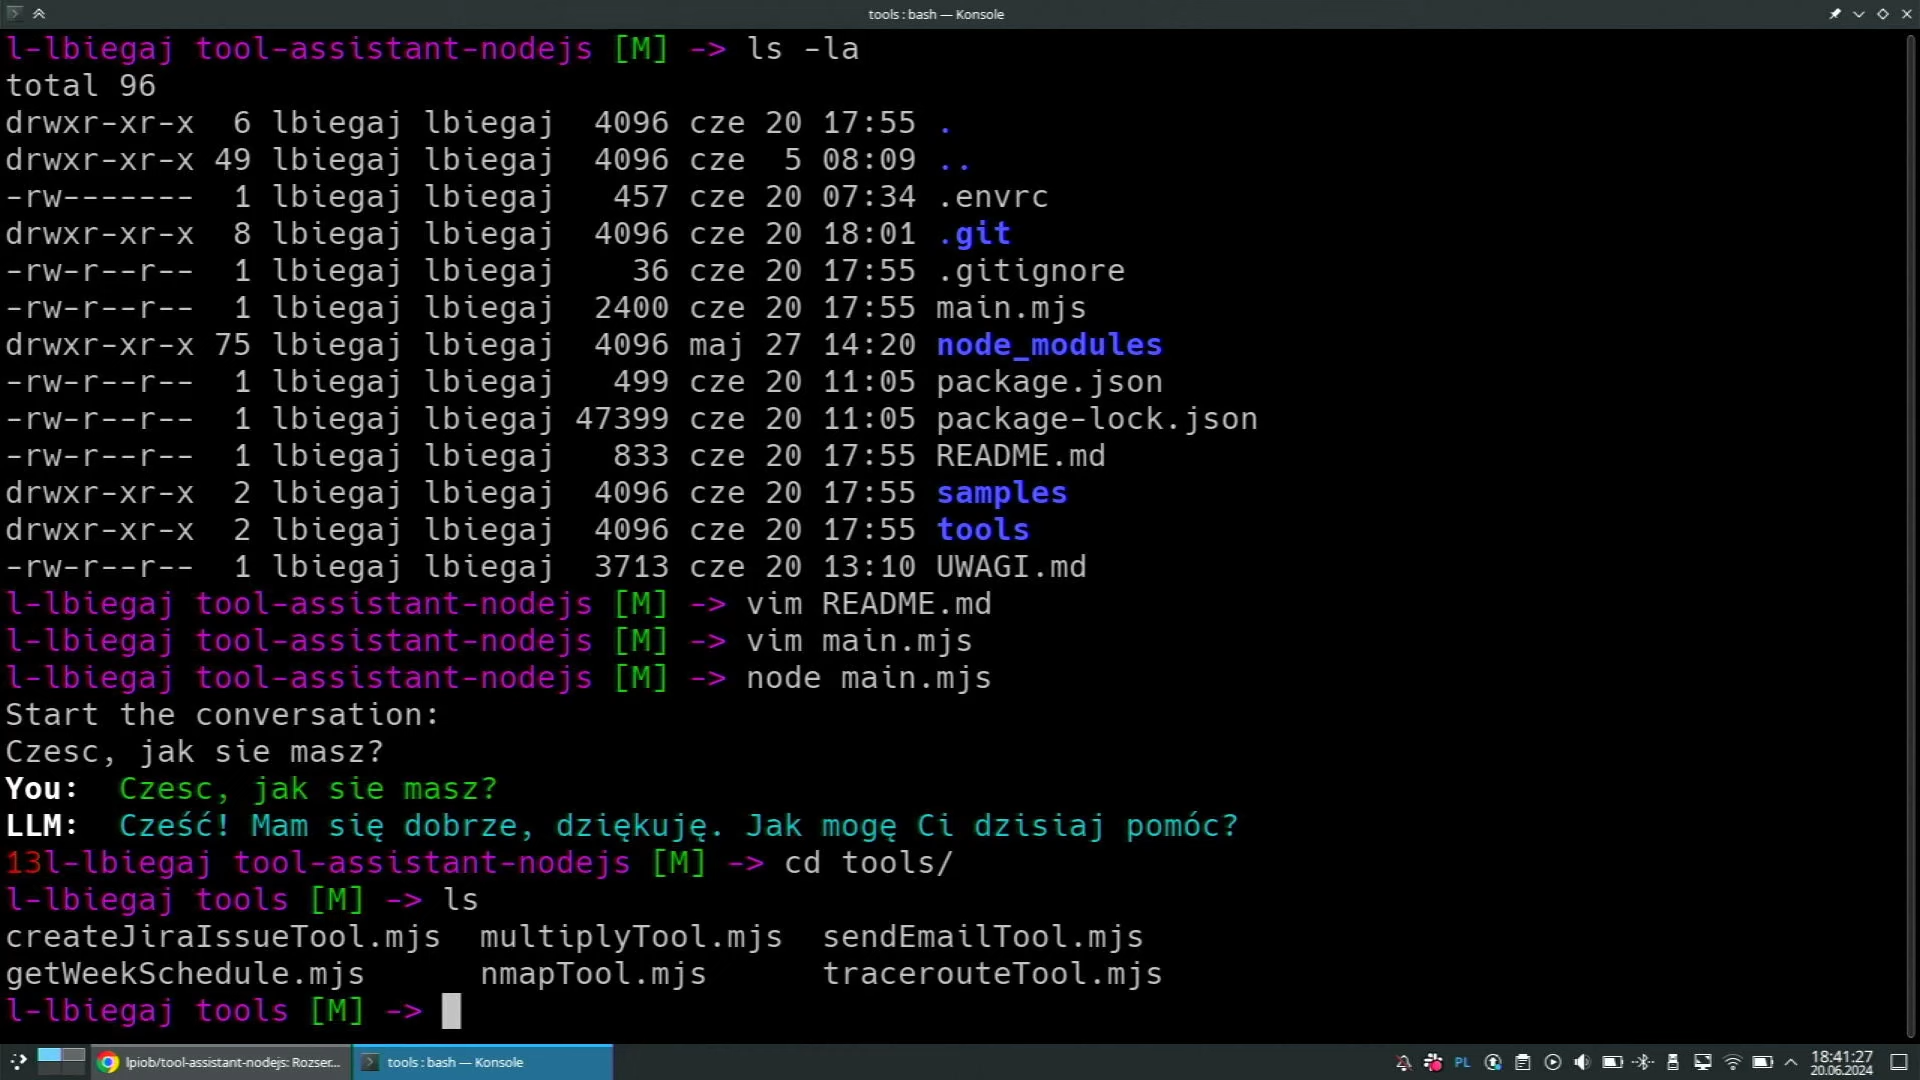 tools : bash — Konsole
l-lbiegaj tool-assistant-nodejs [M] -> ls -la
total 96
drwxr-xr-x  6 lbiegaj lbiegaj  4096 cze 20 17:55 .
drwxr-xr-x 49 lbiegaj lbiegaj  4096 cze  5 08:09 ..
-rw-------  1 lbiegaj lbiegaj   457 cze 20 07:34 .envrc
drwxr-xr-x  8 lbiegaj lbiegaj  4096 cze 20 18:01 .git
-rw-r--r--  1 lbiegaj lbiegaj    36 cze 20 17:55 .gitignore
-rw-r--r--  1 lbiegaj lbiegaj  2400 cze 20 17:55 main.mjs
drwxr-xr-x 75 lbiegaj lbiegaj  4096 maj 27 14:20 node_modules
-rw-r--r--  1 lbiegaj lbiegaj   499 cze 20 11:05 package.json
-rw-r--r--  1 lbiegaj lbiegaj 47399 cze 20 11:05 package-lock.json
-rw-r--r--  1 lbiegaj lbiegaj   833 cze 20 17:55 README.md
drwxr-xr-x  2 lbiegaj lbiegaj  4096 cze 20 17:55 samples
drwxr-xr-x  2 lbiegaj lbiegaj  4096 cze 20 17:55 tools
-rw-r--r--  1 lbiegaj lbiegaj  3713 cze 20 13:10 UWAGI.md
l-lbiegaj tool-assistant-nodejs [M] -> vim README.md
l-lbiegaj tool-assistant-nodejs [M] -> vim main.mjs
l-lbiegaj tool-assistant-nodejs [M] -> node main.mjs
Start the conversation:
Czesc, jak sie masz?
You:  Czesc, jak sie masz?
LLM:  Cześć! Mam się dobrze, dziękuję. Jak mogę Ci dzisiaj pomóc?
13l-lbiegaj tool-assistant-nodejs [M] -> cd tools/
l-lbiegaj tools [M] -> ls
createJiraIssueTool.mjs  multiplyTool.mjs  sendEmailTool.mjs
getWeekSchedule.mjs      nmapTool.mjs      tracerouteTool.mjs
l-lbiegaj tools [M] ->
lpiob/tool-assistant-nodejs: Rozser... tools : bash — Konsole PL 18:41:27
20.06.2024